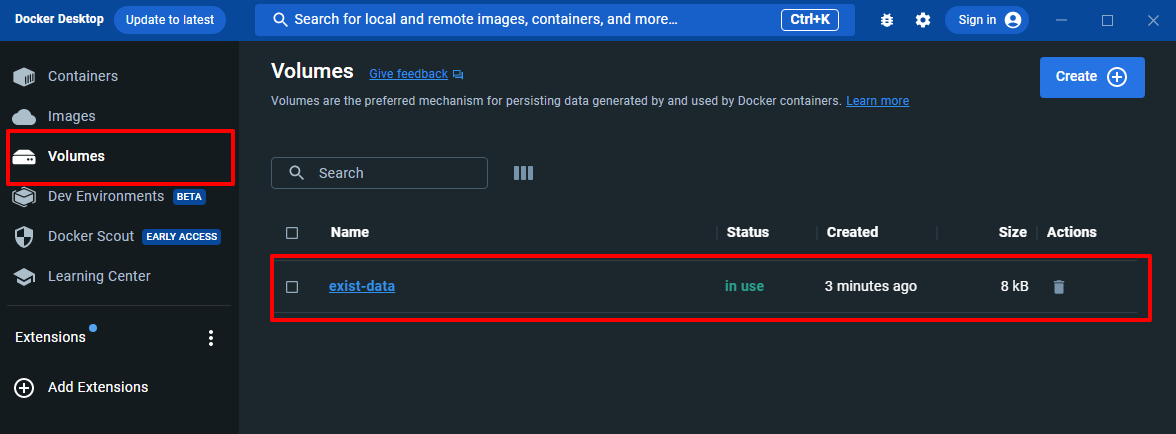 Docker Desktop Update to latest Search for local and remote images, containers, and more... Ctrl+K Sign in
Containers
Images
Volumes
Dev Environments BETA
Docker Scout EARLY ACCESS
Learning Center
Extensions
Add Extensions
Volumes Give feedback
Create
Volumes are the preferred mechanism for persisting data generated by and used by Docker containers. Learn more
Search
Name Status Created Size Actions
exist-data in use 3 minutes ago 8 kB